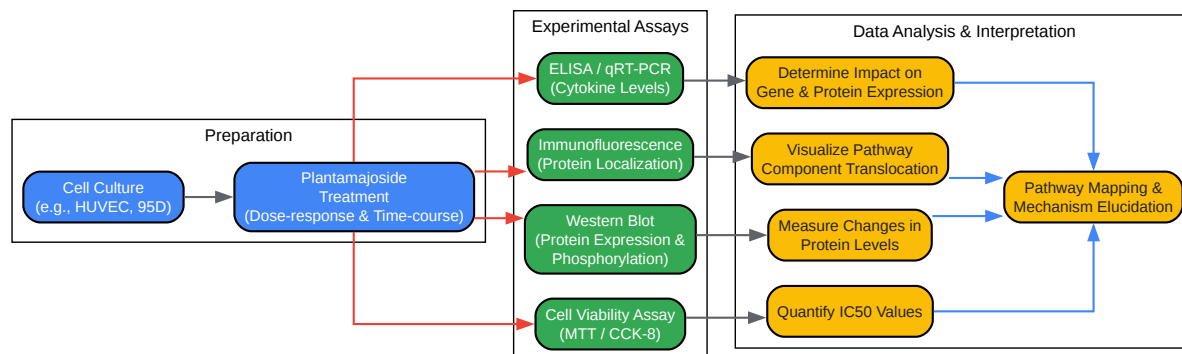 Preparation
Cell Culture
(e.g., HUVEC, 95D)
Plantamajoside
Treatment
(Dose-response & Time-course)
Experimental Assays
ELISA / qRT-PCR
(Cytokine Levels)
Immunofluorescence
(Protein Localization)
Western Blot
(Protein Expression &
Phosphorylation)
Cell Viability Assay
(MTT / CCK-8)
Data Analysis & Interpretation
Determine Impact on
Gene & Protein Expression
Visualize Pathway
Component Translocation
Measure Changes in
Protein Levels
Quantify IC50 Values
Pathway Mapping &
Mechanism Elucidation